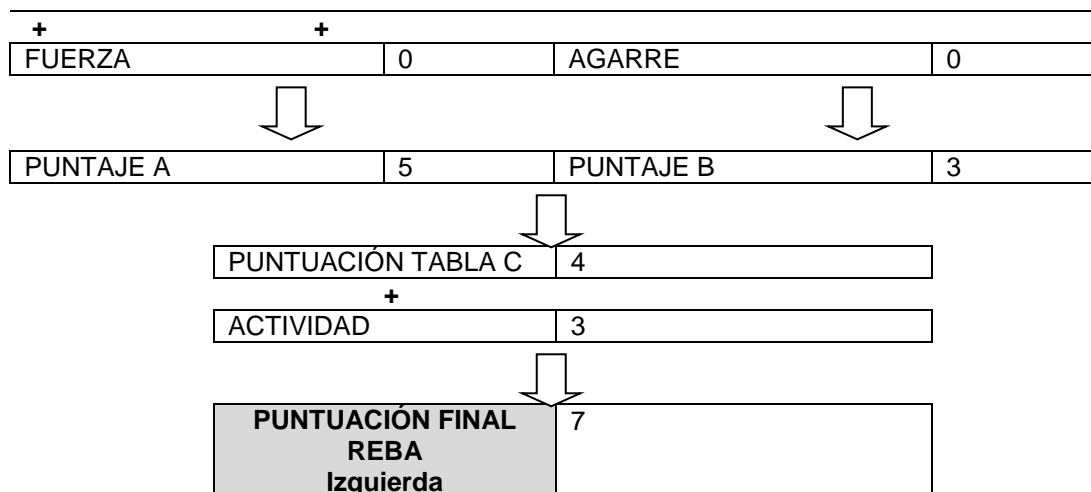 + +
FUERZA 0 AGARRE 0
PUNTAJE A 5 PUNTAJE B 3
PUNTUACIÓN TABLA C 4
+
ACTIVIDAD 3
PUNTUACIÓN FINAL 7
REBA
Izquierda